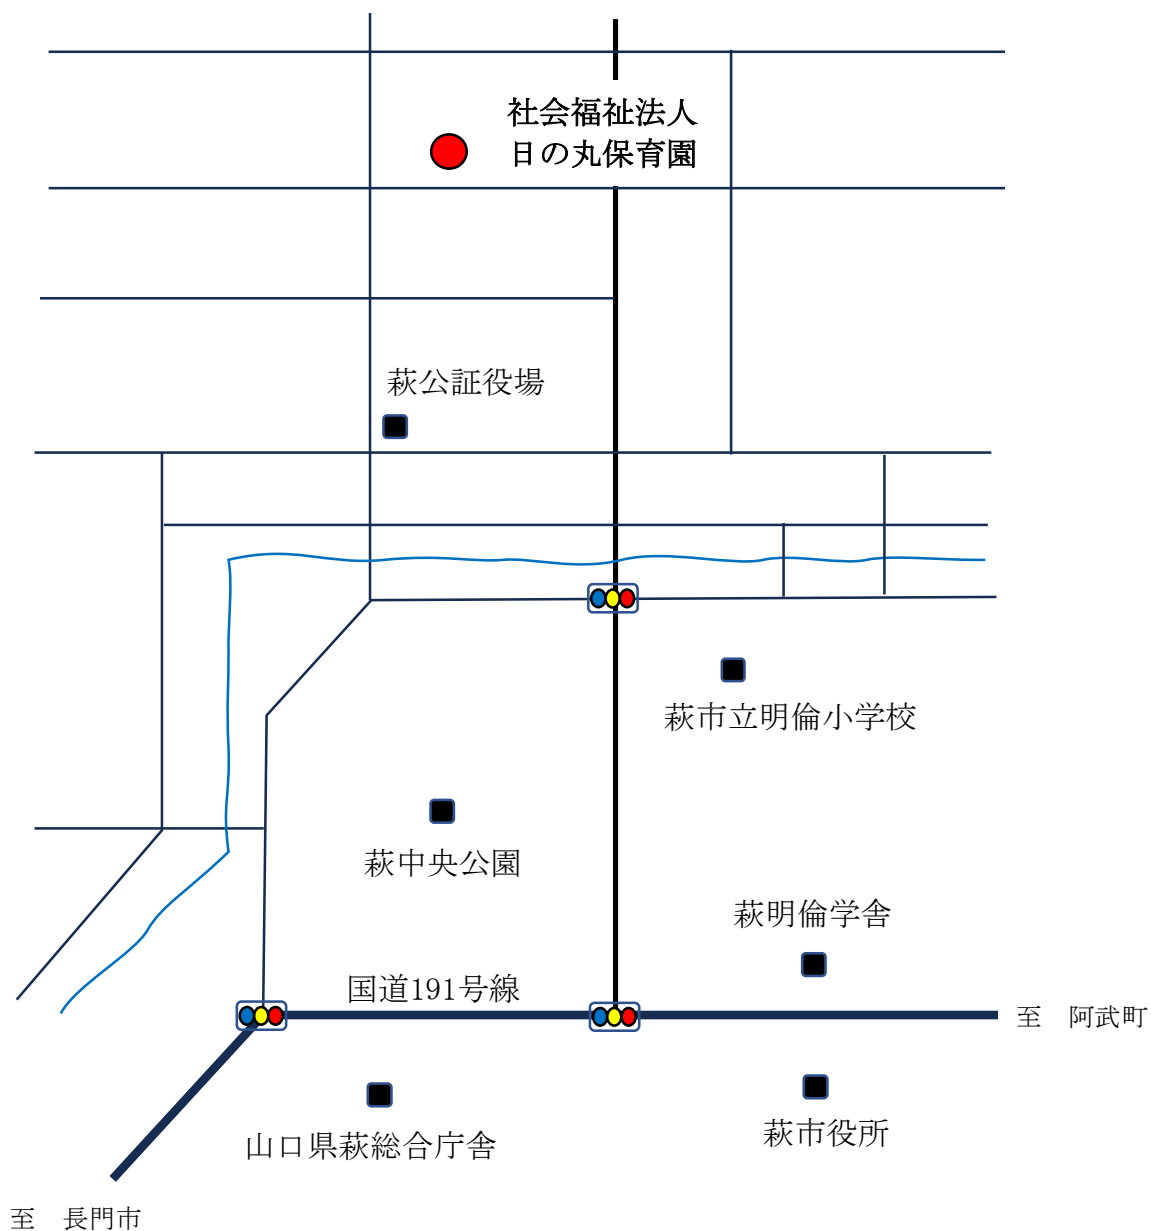 社会福祉法人
日の丸保育園
萩公証役場
萩市立明倫小学校
萩中央公園
萩明倫学舎
国道191号線
至　阿武町
萩市役所
山口県萩総合庁舎
至　長門市